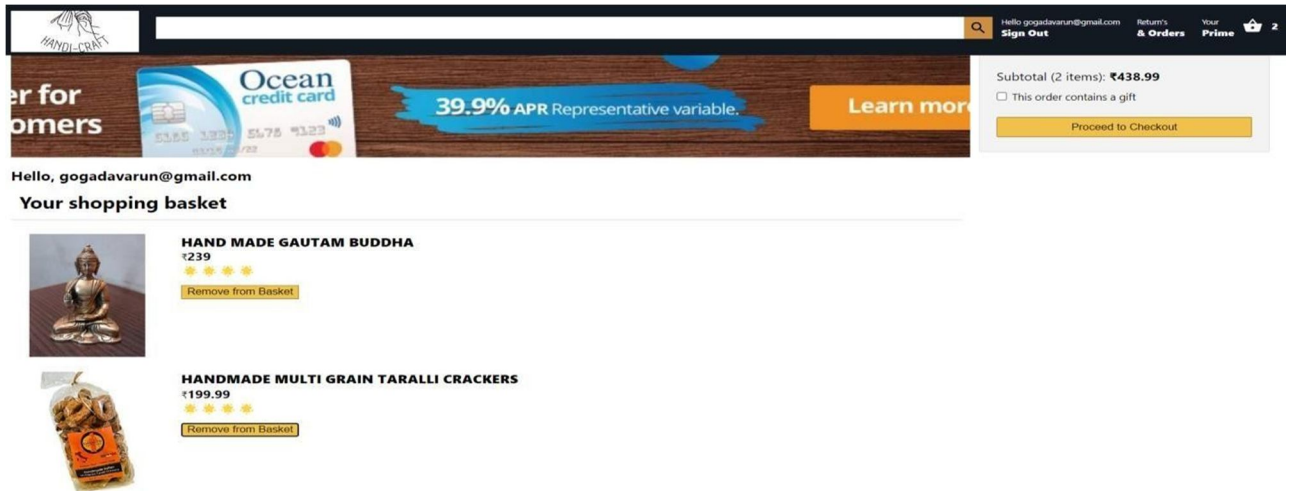 HANDI-CRAFT
Hello gogadavarun@gmail.com
Sign Out
Return's
& Orders
Your
Prime
2
er for
omers
Ocean
credit card
39.9% APR Representative variable.
Learn mor
Subtotal (2 items): ₹438.99
This order contains a gift
Proceed to Checkout
Hello, gogadavarun@gmail.com
Your shopping basket
HAND MADE GAUTAM BUDDHA
₹239
Remove from Basket
HANDMADE MULTI GRAIN TARALLI CRACKERS
₹199.99
Remove from Basket